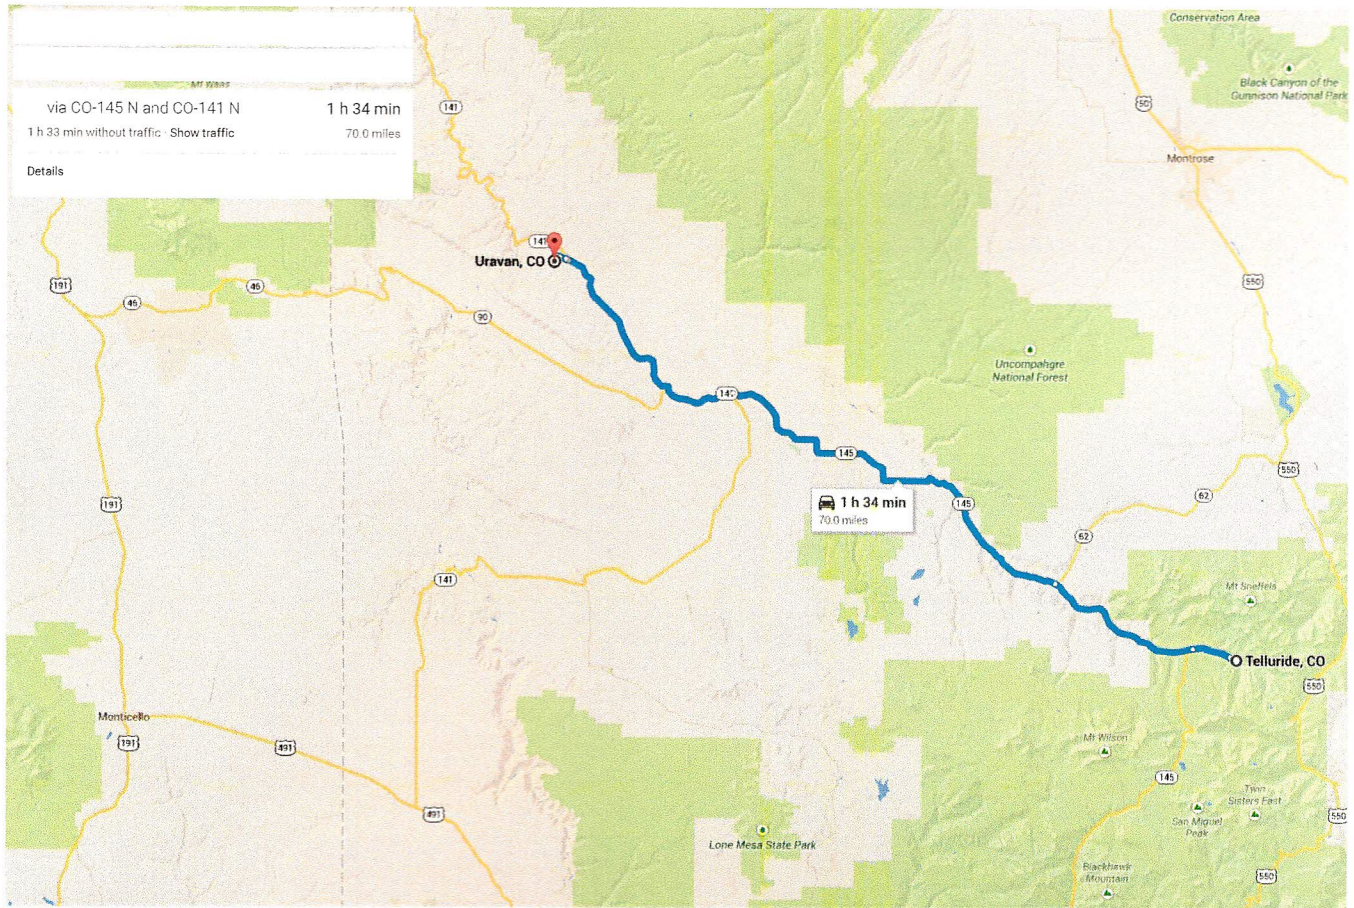 Mt Waas
via CO-145 N and CO-141 N
1 h 34 min
1 h 33 min without traffic · Show traffic
70.0 miles
Details
Conservation Area
Black Canyon of the
Gunnison National Park
141
50
Montrose
141
Uravan, CO
191
46
46
90
550
Uncompahgre
National Forest
145
550
191
1 h 34 min
70.0 miles
145
62
62
141
Mt Sneffels
Telluride, CO
550
Monticello
191
491
Mt Wilson
145
Twin
Sisters East
San Miguel
Peak
491
550
Lone Mesa State Park
Blackhawk
Mountain
550